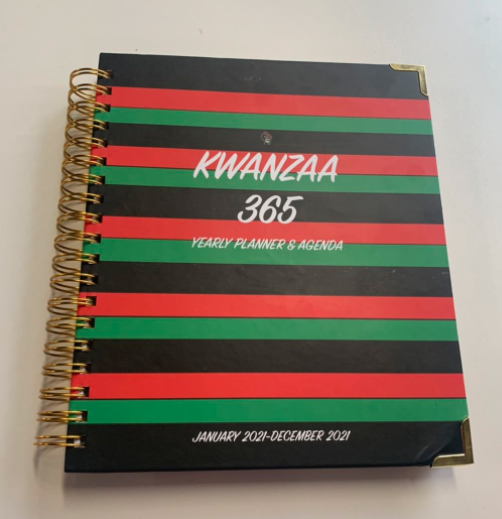 KWANZAA
365
YEARLY PLANNER & AGENDA
JANUARY 2021-DECEMBER 2021